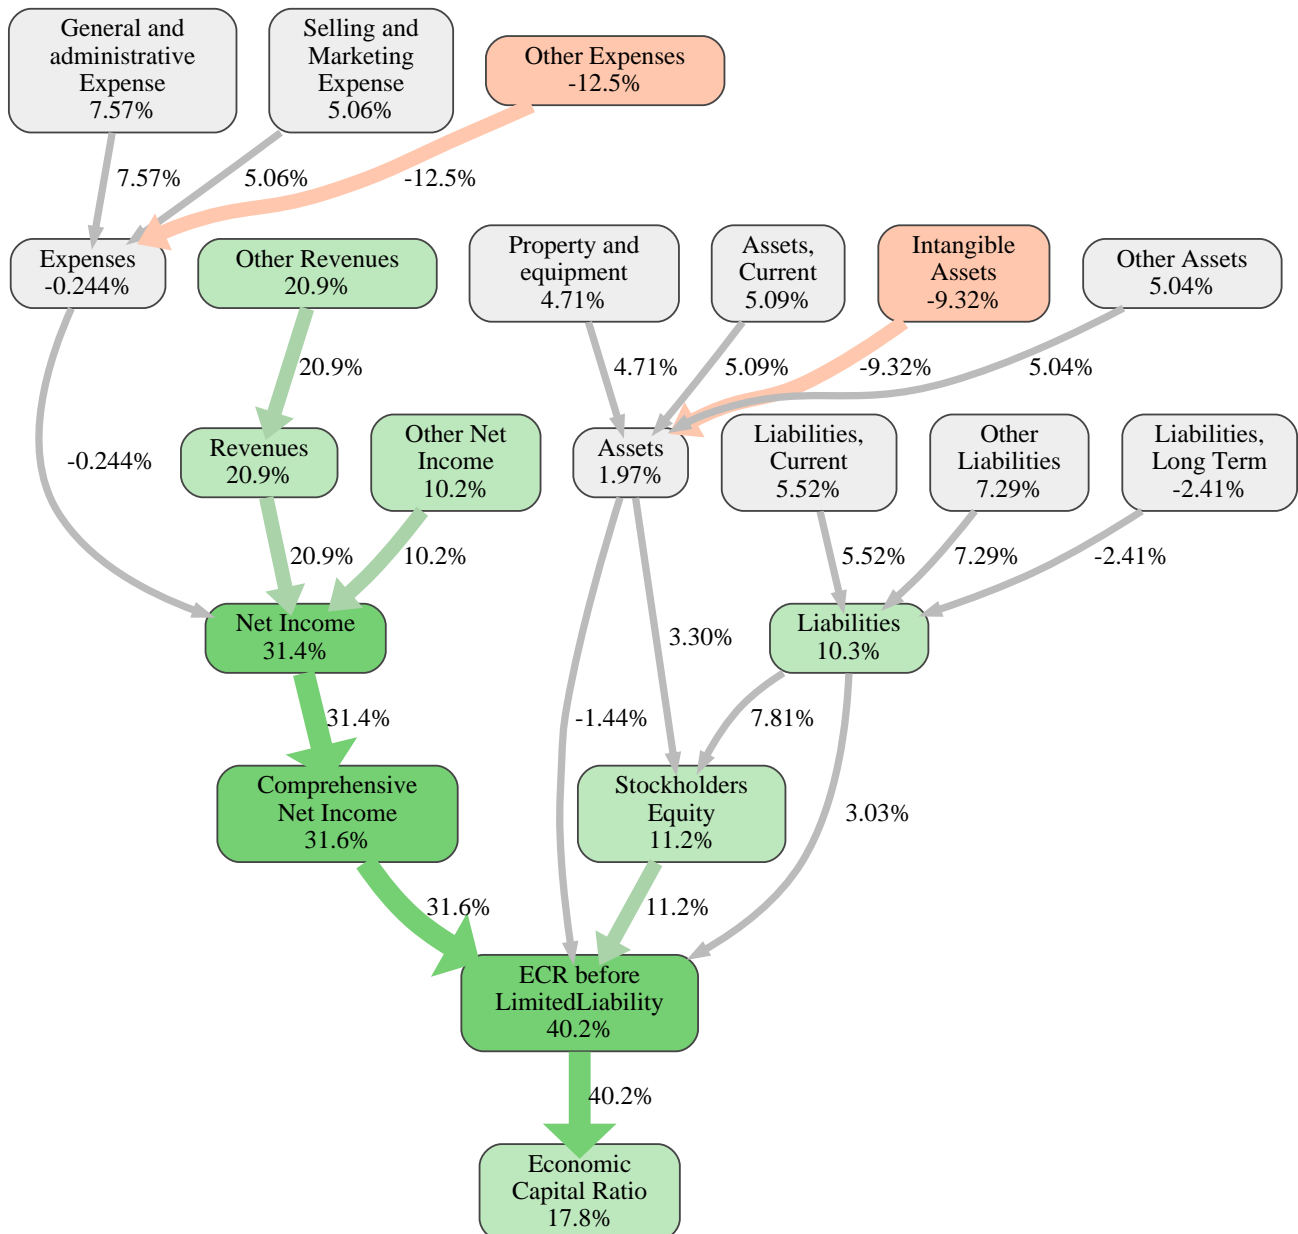 General and
administrative
Expense
7.57%
Selling and
Marketing
Expense
5.06%
Other Expenses
-12.5%
7.57%
5.06%
-12.5%
Expenses
-0.244%
Other Revenues
20.9%
Property and
equipment
4.71%
Assets,
Current
5.09%
Intangible
Assets
-9.32%
Other Assets
5.04%
20.9%
4.71%
5.09%
-9.32%
5.04%
-0.244%
Revenues
20.9%
Other Net
Income
10.2%
Assets
1.97%
Liabilities,
Current
5.52%
Other
Liabilities
7.29%
Liabilities,
Long Term
-2.41%
20.9%
10.2%
5.52%
7.29%
-2.41%
Net Income
31.4%
3.30%
Liabilities
10.3%
31.4%
-1.44%
7.81%
Comprehensive
Net Income
31.6%
Stockholders
Equity
11.2%
3.03%
31.6%
11.2%
ECR before
LimitedLiability
40.2%
40.2%
Economic
Capital Ratio
17.8%